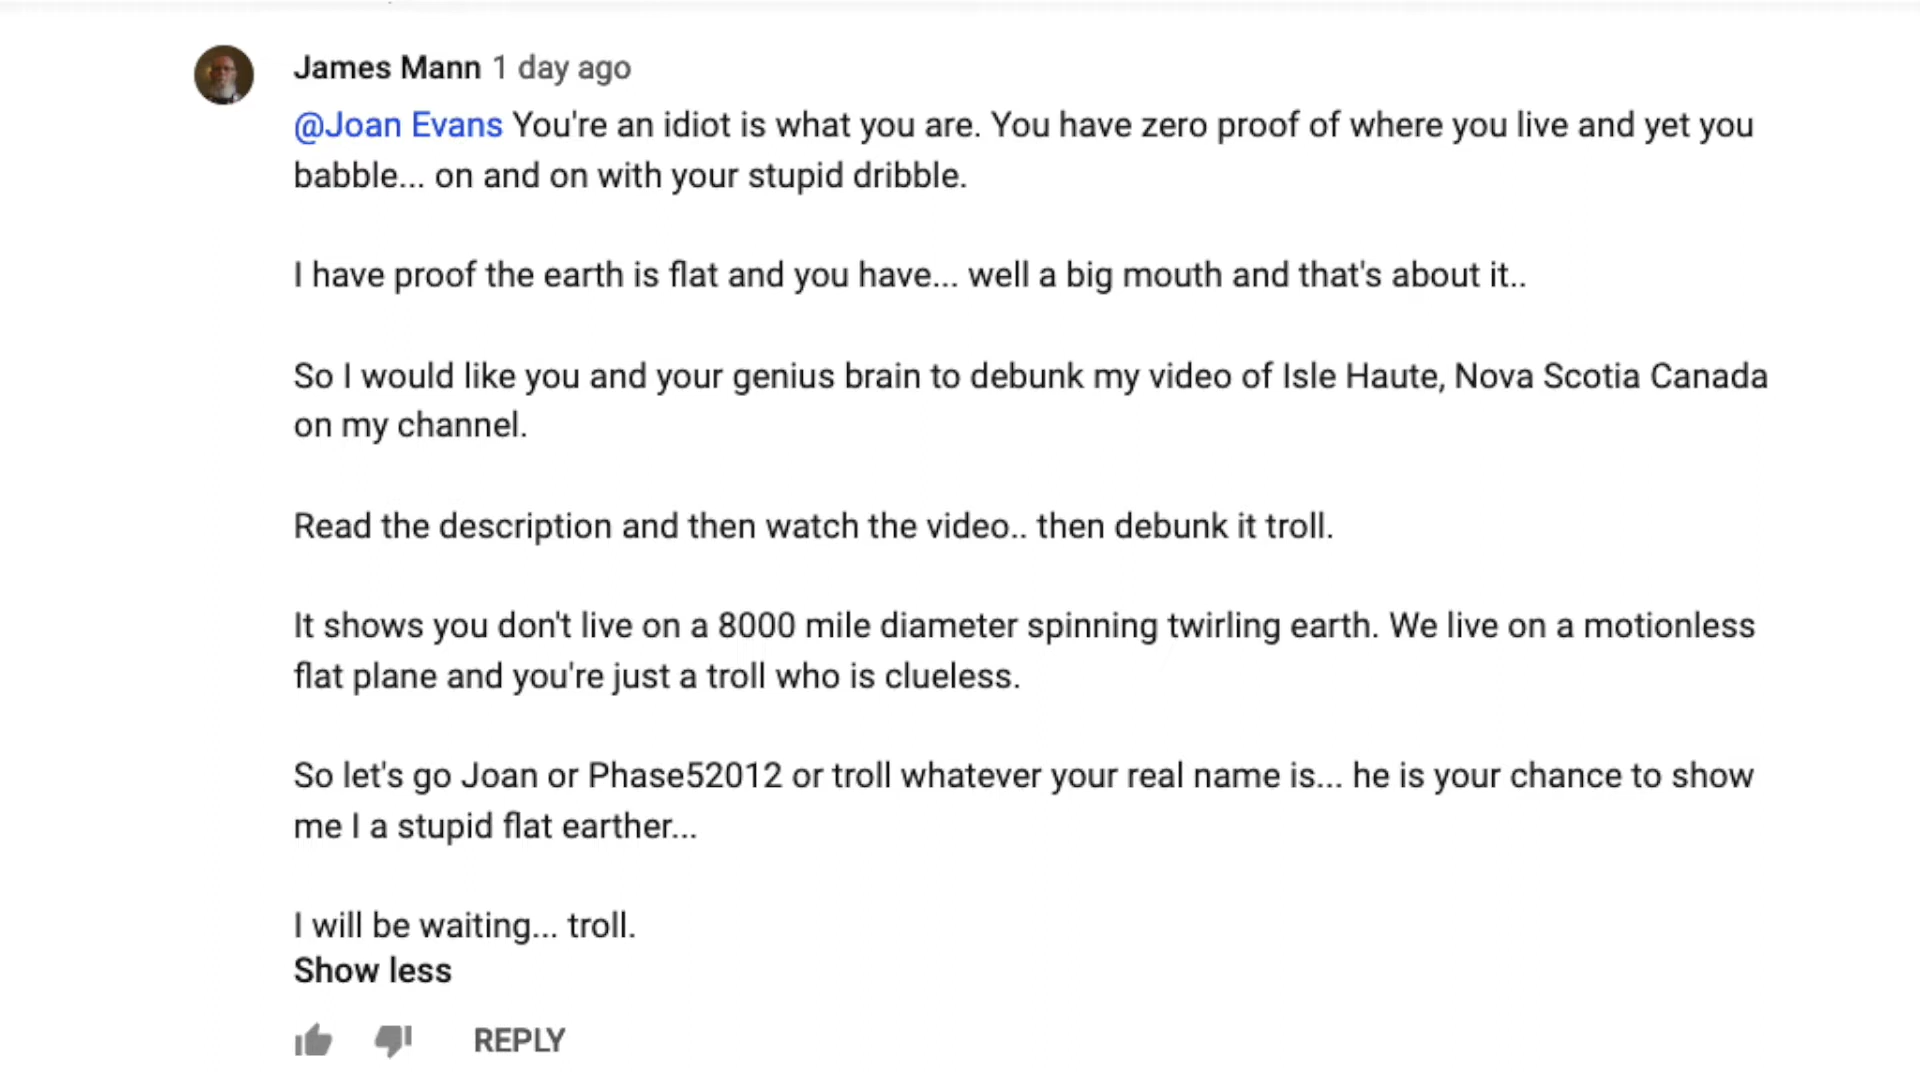 James Mann 1 day ago
@Joan Evans You're an idiot is what you are. You have zero proof of where you live and yet you
babble... on and on with your stupid dribble.
I have proof the earth is flat and you have... well a big mouth and that's about it..
So I would like you and your genius brain to debunk my video of Isle Haute, Nova Scotia Canada
on my channel.
Read the description and then watch the video.. then debunk it troll.
It shows you don't live on a 8000 mile diameter spinning twirling earth. We live on a motionless
flat plane and you're just a troll who is clueless.
So let's go Joan or Phase52012 or troll whatever your real name is... he is your chance to show
me I a stupid flat earther...
I will be waiting... troll.
Show less
REPLY